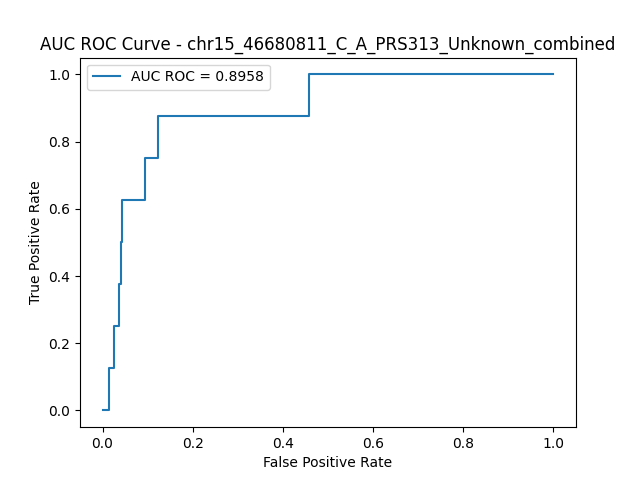 AUC ROC Curve - chr15_46680811_C_A_PRS313_Unknown_combined
AUC ROC = 0.8958
1.0
0.8
0.6
0.4
0.2
0.0
True Positive Rate
0.0 0.2 0.4 0.6 0.8 1.0
False Positive Rate